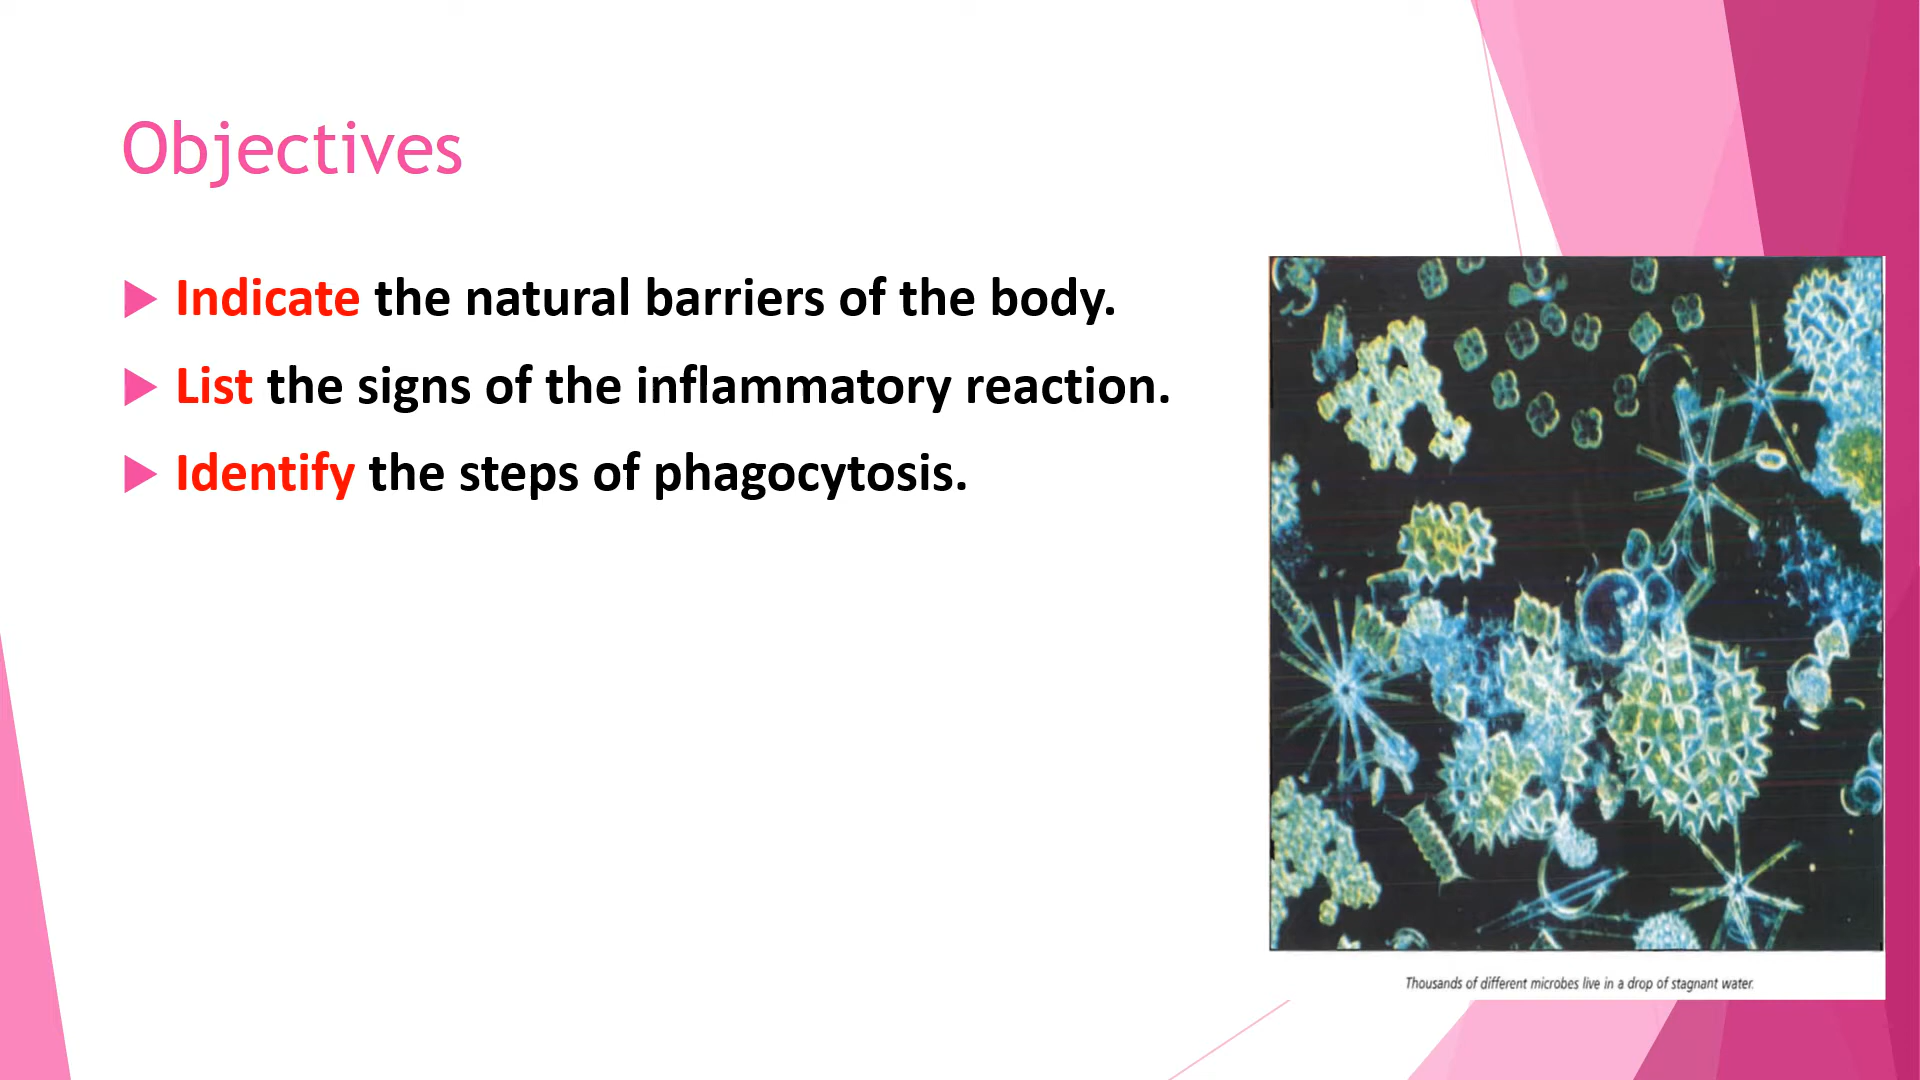 Objectives
Indicate the natural barriers of the body.
List the signs of the inflammatory reaction.
Identify the steps of phagocytosis.
Thousands of different microbes live in a drop of stagnant water.